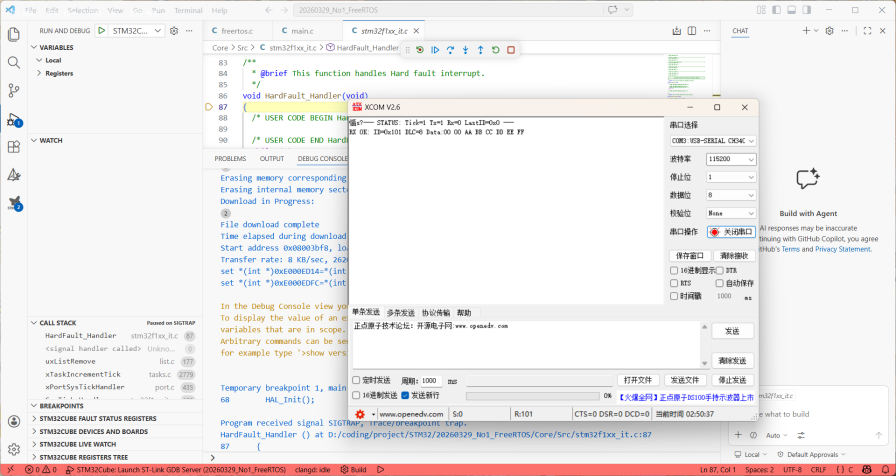 File Edit
Run Terminal Help
20260329_No1_FreeRTOS
RUN AND DEBUG
STM32C...
freertos.c
main.c
stm32f1xx_it.c
CHAT
Core > Src > stm32f1xx_it.c > HardFault_Handler
VARIABLES
Local
Registers
83 /**
84 * @brief This function handles Hard fault interrupt.
85 */
86 void HardFault_Handler(void)
87 {
88 /* USER CODE BEGIN Har
89
90 /* USER CODE END HardF
WATCH
PROBLEMS
OUTPUT
DEBUG CONSOLE
Erasing memory corresponding
Erasing internal memory secto
Download in Progress:
2
File download complete
Time elapsed during download
Start address 0x08003bf8, loa
Transfer rate: 8 KB/sec, 262
set *(int *)0xE000ED14=*(int
set *(int *)0xE000EDFC=*(int
In the Debug Console view you
To display the value of an ex
variables that are in scope.
Arbitrary commands can be sen
for example type '>show vers
Temporary breakpoint 1, main
68 HAL_Init();
Program received signal SIGTRAP, Trace/breakpoint trap.
HardFault_Handler () at D:/coding/project/STM32/20260329_No1_FreeRTOS/Core/Src/stm32f1xx_it.c:87
87 {
CALL STACK
Paused on SIGTRAP
HardFault_Handler stm32f1xx_it.c 87
<signal handler called> Unknown... 0
uxListRemove list.c 177
xTaskIncrementTick tasks.c 2779
xPortSysTickHandler port.c 435
BREAKPOINTS
STM32CUBE FAULT STATUS REGISTERS
STM32CUBE DEVICES AND BOARDS
STM32CUBE LIVE WATCH
STM32CUBE REGISTERS TREE
XCOM V2.6
--- STATUS: Tick=1 Tx=1 Rx=0 LastID=0x0 ---
RX OK: ID=0x101 DLC=8 Data:00 00 AA BB CC DD EE FF
串口选择
COM3:USB-SERIAL CH340
波特率 115200
停止位 1
数据位 8
校验位 None
串口操作 关闭串口
保存窗口 清除接收
16进制显示 DTR
RTS 自动保存
时间戳 1000 ms
单条发送 多条发送 协议传输 帮助
正点原子技术论坛: 开源电子网:www.openedv.com
发送
清除发送
定时发送 周期: 1000 ms 打开文件 发送文件 停止发送
16进制发送 发送新行 0% 【火爆全网】正点原子DS100手持示波器上市
www.openedv.com S:0 R:101 CTS=0 DSR=0 DCD=0 当前时间 02:50:37
Build with Agent
AI responses may be inaccurate
GitHub Copilot, you agree
Terms and Privacy Statement.
stm32f1xx_it.c
what to build
Auto
Local
Default Approvals
0 0 STM32Cube: Launch ST-Link GDB Server (20260329_No1_FreeRTOS) clangd: idle Build Ln 87, Col 1 Spaces: 2 UTF-8 CRLF C